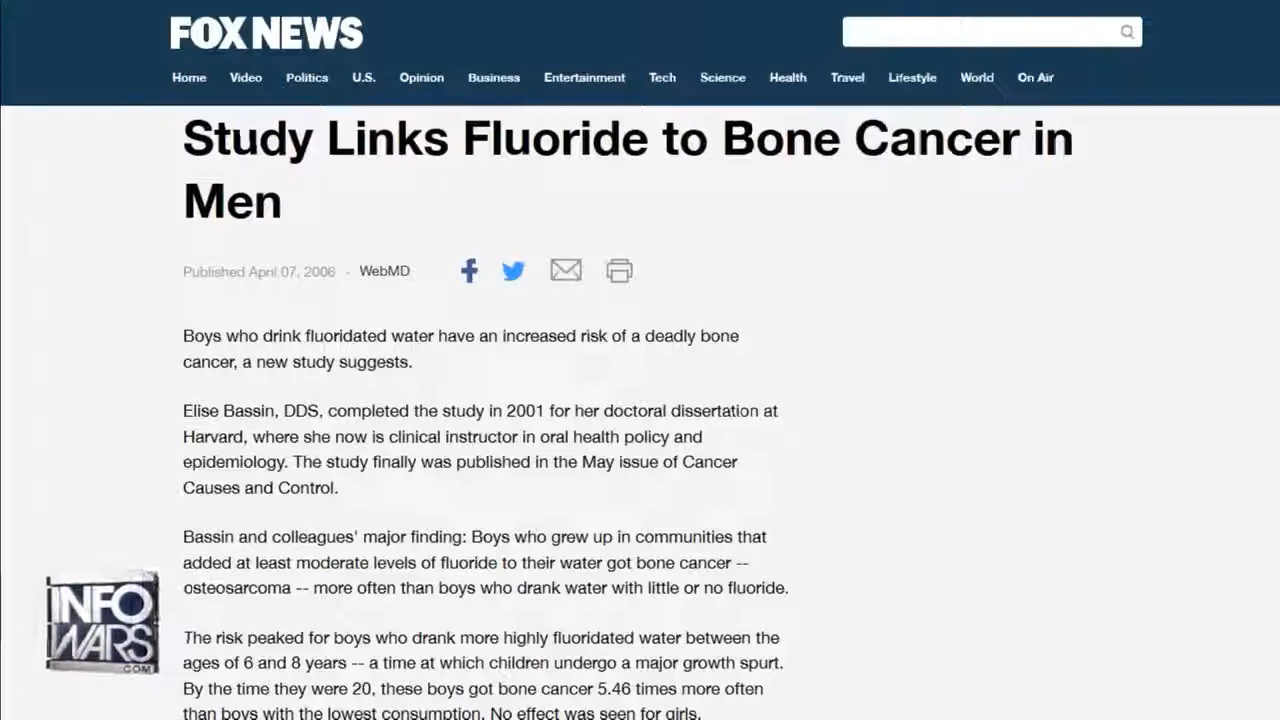 FOX NEWS
Home Video Politics U.S. Opinion Business Entertainment Tech Science Health Travel Lifestyle World On Air
Study Links Fluoride to Bone Cancer in
Men
Published April 07, 2006 · WebMD
Boys who drink fluoridated water have an increased risk of a deadly bone
cancer, a new study suggests.
Elise Bassin, DDS, completed the study in 2001 for her doctoral dissertation at
Harvard, where she now is clinical instructor in oral health policy and
epidemiology. The study finally was published in the May issue of Cancer
Causes and Control.
Bassin and colleagues' major finding: Boys who grew up in communities that
added at least moderate levels of fluoride to their water got bone cancer --
osteosarcoma -- more often than boys who drank water with little or no fluoride.
The risk peaked for boys who drank more highly fluoridated water between the
ages of 6 and 8 years -- a time at which children undergo a major growth spurt.
By the time they were 20, these boys got bone cancer 5.46 times more often
than boys with the lowest consumption. No effect was seen for girls.
INFO
WARS
.COM